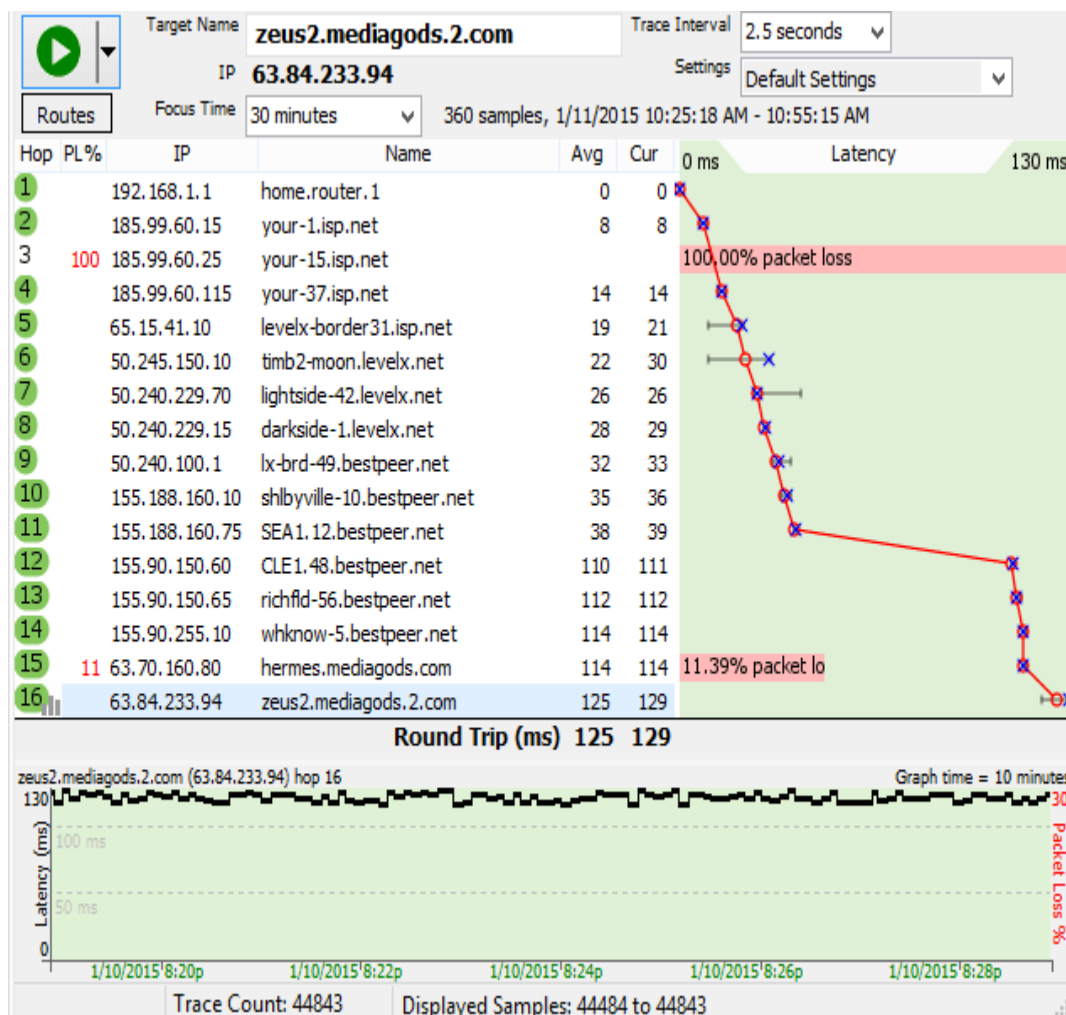 Target Name zeus2.mediagods.2.com Trace Interval 2.5 seconds
IP 63.84.233.94 Settings Default Settings
Routes Focus Time 30 minutes 360 samples, 1/11/2015 10:25:18 AM - 10:55:15 AM
Hop PL% IP Name Avg Cur 0 ms Latency 130 ms
1 192.168.1.1 home.router.1 0 0
2 185.99.60.15 your-1.isp.net 8 8
3 100 185.99.60.25 your-15.isp.net 100.00% packet loss
4 185.99.60.115 your-37.isp.net 14 14
5 65.15.41.10 levelx-border31.isp.net 19 21
6 50.245.150.10 timb2-moon.levelx.net 22 30
7 50.240.229.70 lightside-42.levelx.net 26 26
8 50.240.229.15 darkside-1.levelx.net 28 29
9 50.240.100.1 lx-brd-49.bestpeer.net 32 33
10 155.188.160.10 shlbyville-10.bestpeer.net 35 36
11 155.188.160.75 SEA1.12.bestpeer.net 38 39
12 155.90.150.60 CLE1.48.bestpeer.net 110 111
13 155.90.150.65 richfld-56.bestpeer.net 112 112
14 155.90.255.10 whknow-5.bestpeer.net 114 114
15 11 63.70.160.80 hermes.mediagods.com 114 114 11.39% packet lo
16 63.84.233.94 zeus2.mediagods.2.com 125 129
Round Trip (ms) 125 129
zeus2.mediagods.2.com (63.84.233.94) hop 16 Graph time = 10 minutes
130 30
100 ms
50 ms
0
Latency (ms)
Packet Loss %
1/10/2015'8:20p 1/10/2015'8:22p 1/10/2015'8:24p 1/10/2015'8:26p 1/10/2015'8:28p
Trace Count: 44843 Displayed Samples: 44484 to 44843